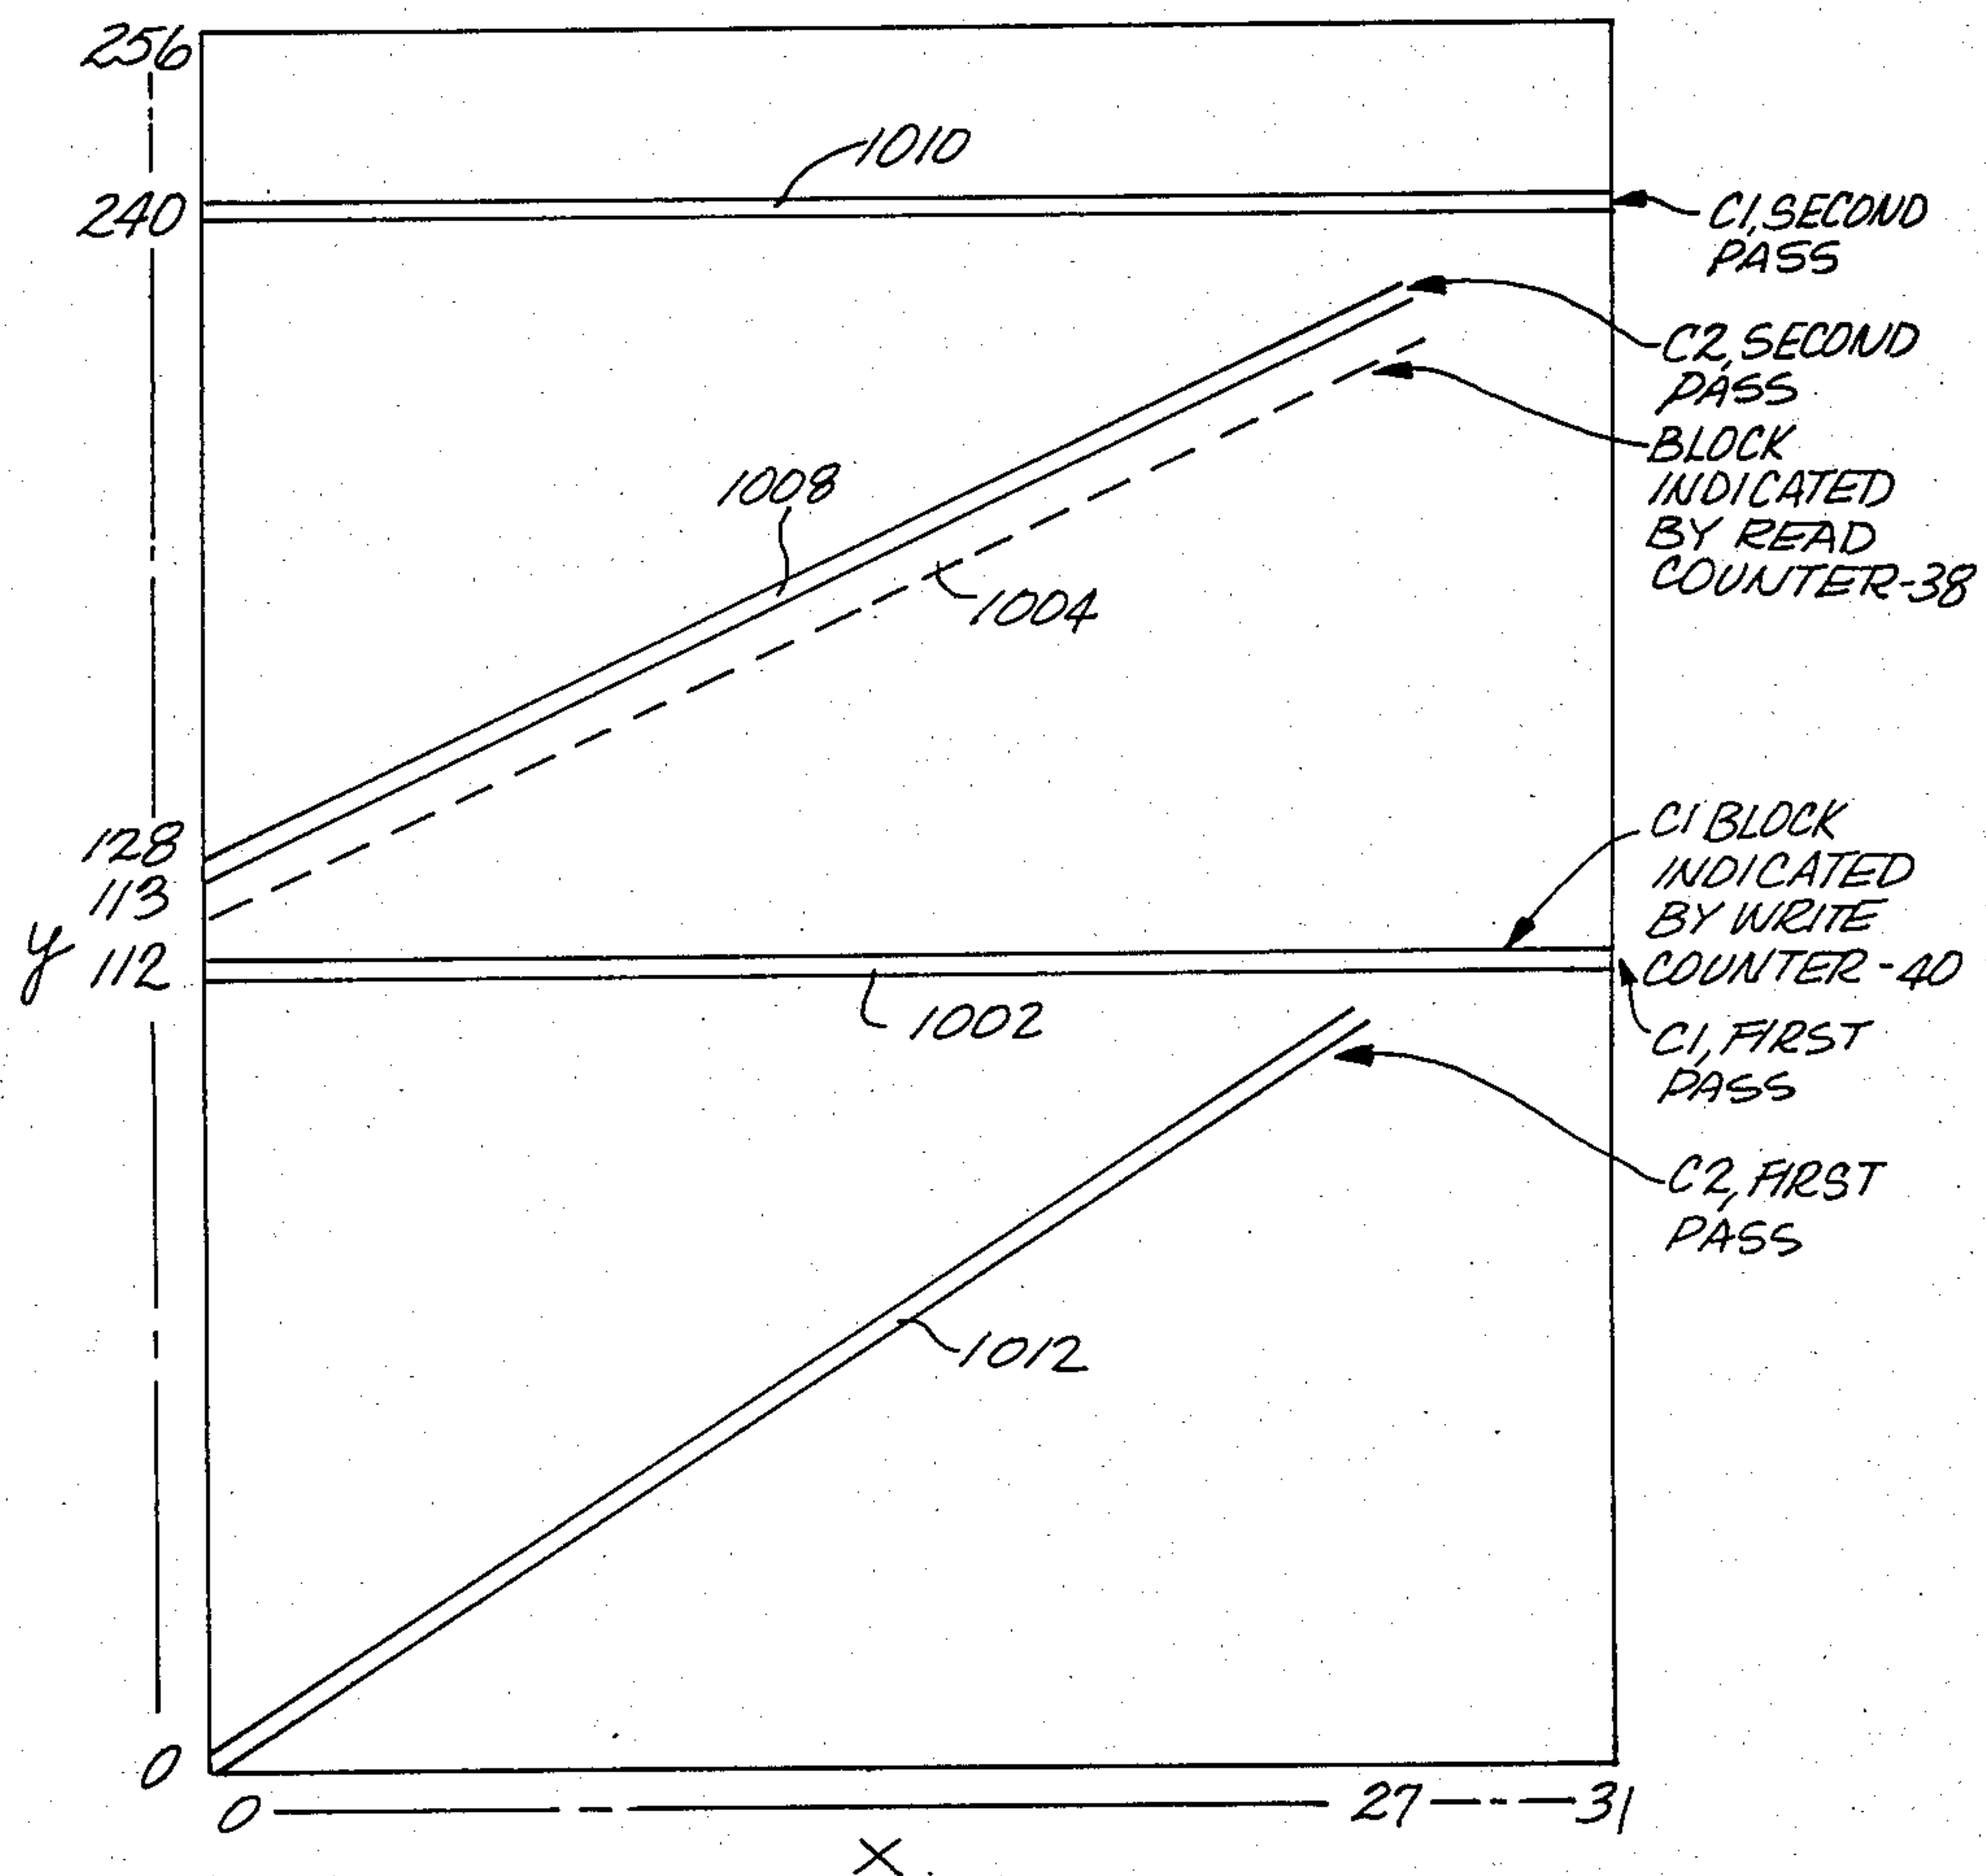 256
1010
240
C1, SECOND
PASS
C2, SECOND
PASS
BLOCK
INDICATED
BY READ
COUNTER-38
1008
1004
128
113
y 112
C1 BLOCK
INDICATED
BY WRITE
COUNTER-40
1002
C1, FIRST
PASS
C2, FIRST
PASS
1012
0
0 27 31
X